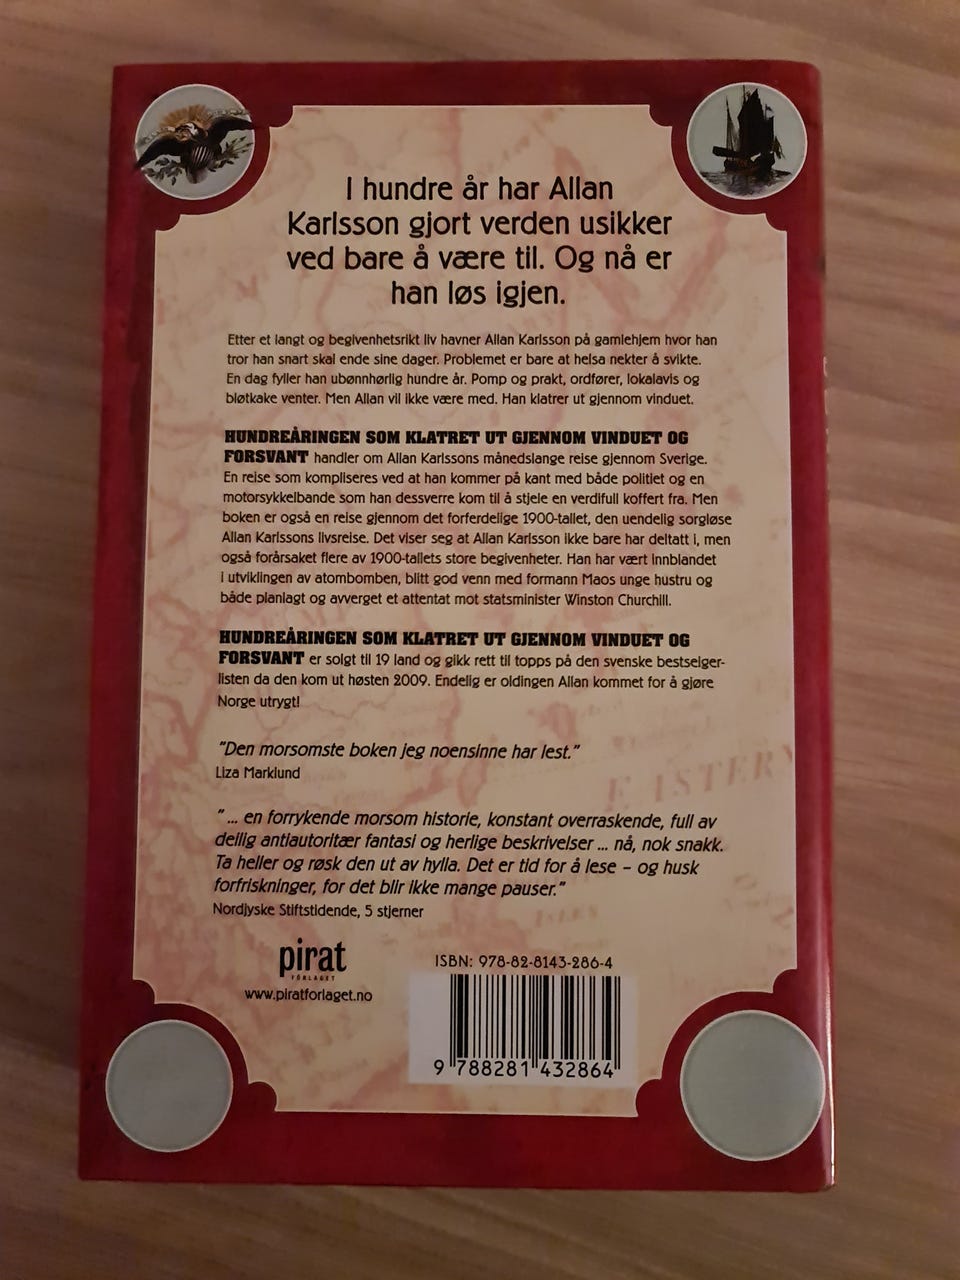 I hundre år har Allan
Karlsson gjort verden usikker
ved bare å være til. Og nå er
han løs igjen.
Etter et langt og begivenhetsrikt liv havner Allan Karlsson på gamlehjem hvor han
tror han snart skal ende sine dager. Problemet er bare at helsa nekter å svikte.
En dag fyller han ubønnhørlig hundre år. Pomp og prakt, ordfører, lokalavis og
bløtkake venter. Men Allan vil ikke være med. Han klatrer ut gjennom vinduet.
HUNDREÅRINGEN SOM KLATRET UT GJENNOM VINDUET OG
FORSVANT handler om Allan Karlssons månedslange reise gjennom Sverige.
En reise som kompliseres ved at han kommer på kant med både politiet og en
motorsykkelbande som han dessverre kom til å stjele en verdifull koffert fra. Men
boken er også en reise gjennom det forferdelige 1900-tallet, den uendelig sorgløse
Allan Karlssons livsreise. Det viser seg at Allan Karlsson ikke bare har deltatt i, men
også forårsaket flere av 1900-tallets store begivenheter. Han har vært innblandet
i utviklingen av atombomben, blitt god venn med formann Maos unge hustru og
både planlagt og avverget et attentat mot statsminister Winston Churchill.
HUNDREÅRINGEN SOM KLATRET UT GJENNOM VINDUET OG
FORSVANT er solgt til 19 land og gikk rett til topps på den svenske bestselger-
listen da den kom ut høsten 2009. Endelig er oldingen Allan kommet for å gjøre
Norge utrygt!
"Den morsomste boken jeg noensinne har lest."
Liza Marklund
"... en forrykende morsom historie, konstant overraskende, full av
deilig antiautoritær fantasi og herlige beskrivelser ... nå, nok snakk.
Ta heller og røsk den ut av hylla. Det er tid for å lese – og husk
forfriskninger, for det blir ikke mange pauser."
Nordjyske Stiftstidende, 5 stjerner
EASTERN
ISLES
pirat
FORLAGET
www.piratforlaget.no
ISBN: 978-82-8143-286-4
9 788281 432864